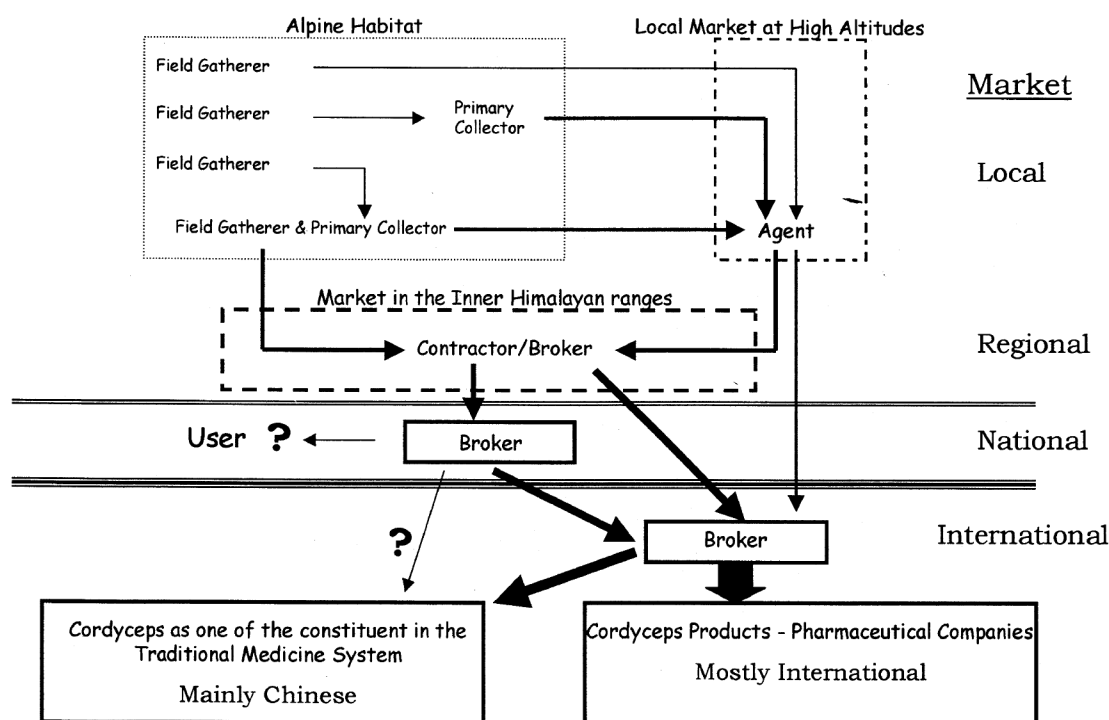 Alpine Habitat
Local Market at High Altitudes
Field Gatherer
Market
Field Gatherer
Primary
Collector
Field Gatherer
Local
Field Gatherer & Primary Collector
Agent
Market in the Inner Himalayan ranges
Contractor/Broker
Regional
User ?
Broker
National
?
Broker
International
Cordyceps as one of the constituent in the
Traditional Medicine System
Mainly Chinese
Cordyceps Products - Pharmaceutical Companies
Mostly International